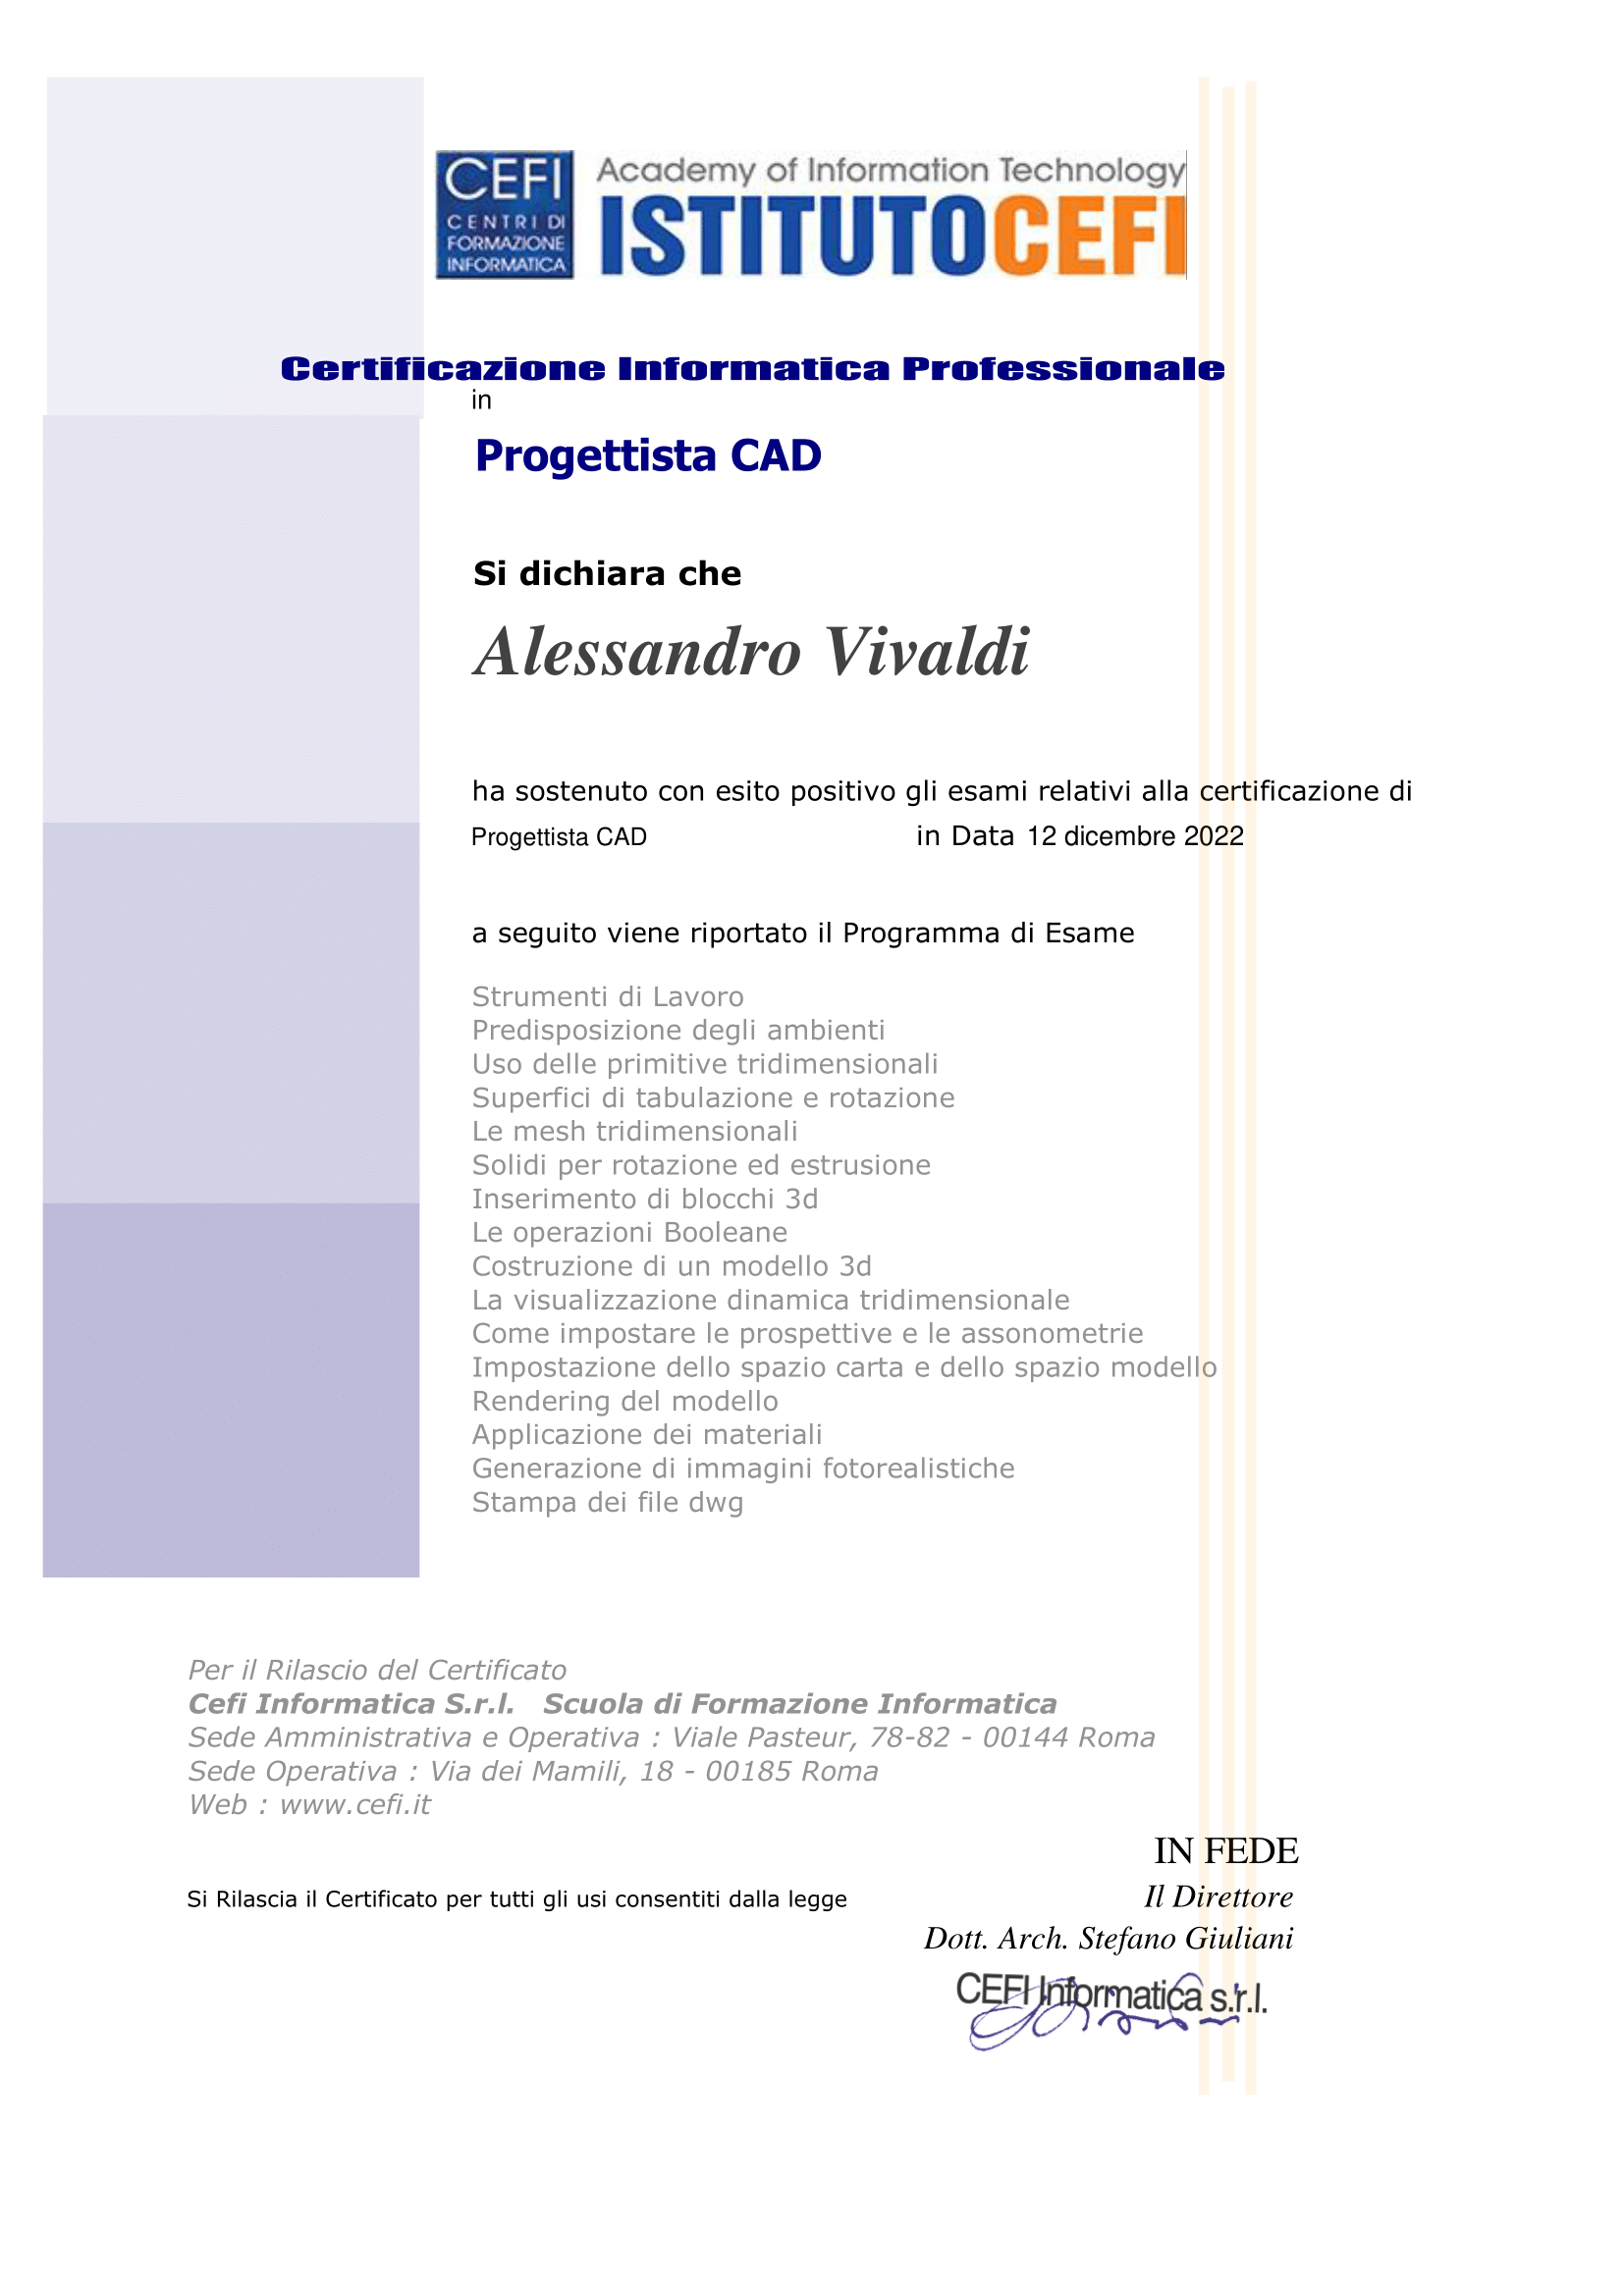 CEFI
CENTRI DI
FORMAZIONE
INFORMATICA
Academy of Information Technology
ISTITUTOCEFI
Certificazione Informatica Professionale
in
Progettista CAD
Si dichiara che
Alessandro Vivaldi
ha sostenuto con esito positivo gli esami relativi alla certificazione di
Progettista CAD in Data 12 dicembre 2022
a seguito viene riportato il Programma di Esame
Strumenti di Lavoro
Predisposizione degli ambienti
Uso delle primitive tridimensionali
Superfici di tabulazione e rotazione
Le mesh tridimensionali
Solidi per rotazione ed estrusione
Inserimento di blocchi 3d
Le operazioni Booleane
Costruzione di un modello 3d
La visualizzazione dinamica tridimensionale
Come impostare le prospettive e le assonometrie
Impostazione dello spazio carta e dello spazio modello
Rendering del modello
Applicazione dei materiali
Generazione di immagini fotorealistiche
Stampa dei file dwg
Per il Rilascio del Certificato
Cefi Informatica S.r.l. Scuola di Formazione Informatica
Sede Amministrativa e Operativa : Viale Pasteur, 78-82 - 00144 Roma
Sede Operativa : Via dei Mamili, 18 - 00185 Roma
Web : www.cefi.it
IN FEDE
Si Rilascia il Certificato per tutti gli usi consentiti dalla legge
Il Direttore
Dott. Arch. Stefano Giuliani
CEFI Informatica s.r.l.